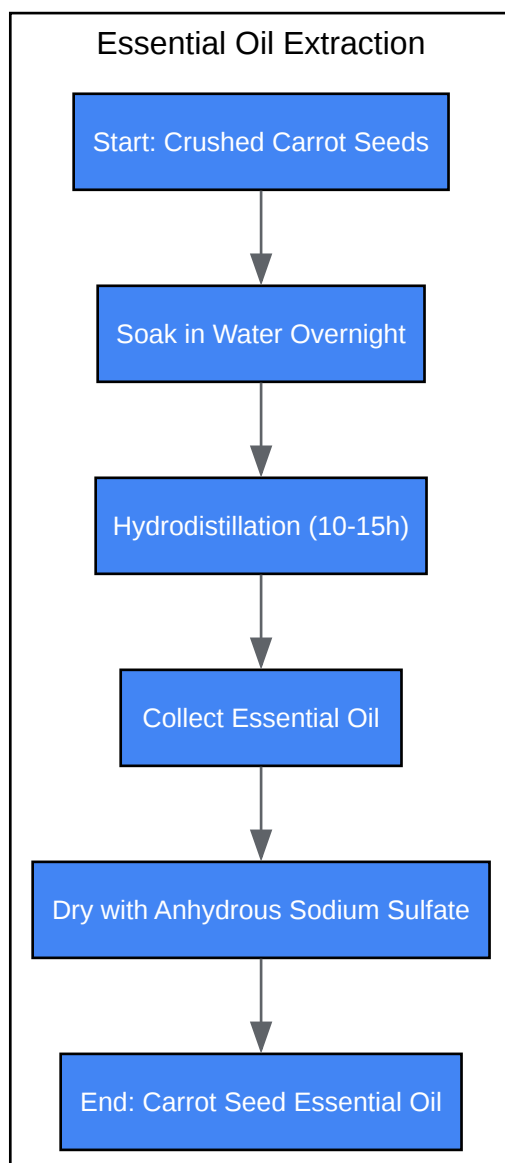 Essential Oil Extraction
Start: Crushed Carrot Seeds
Soak in Water Overnight
Hydrodistillation (10-15h)
Collect Essential Oil
Dry with Anhydrous Sodium Sulfate
End: Carrot Seed Essential Oil